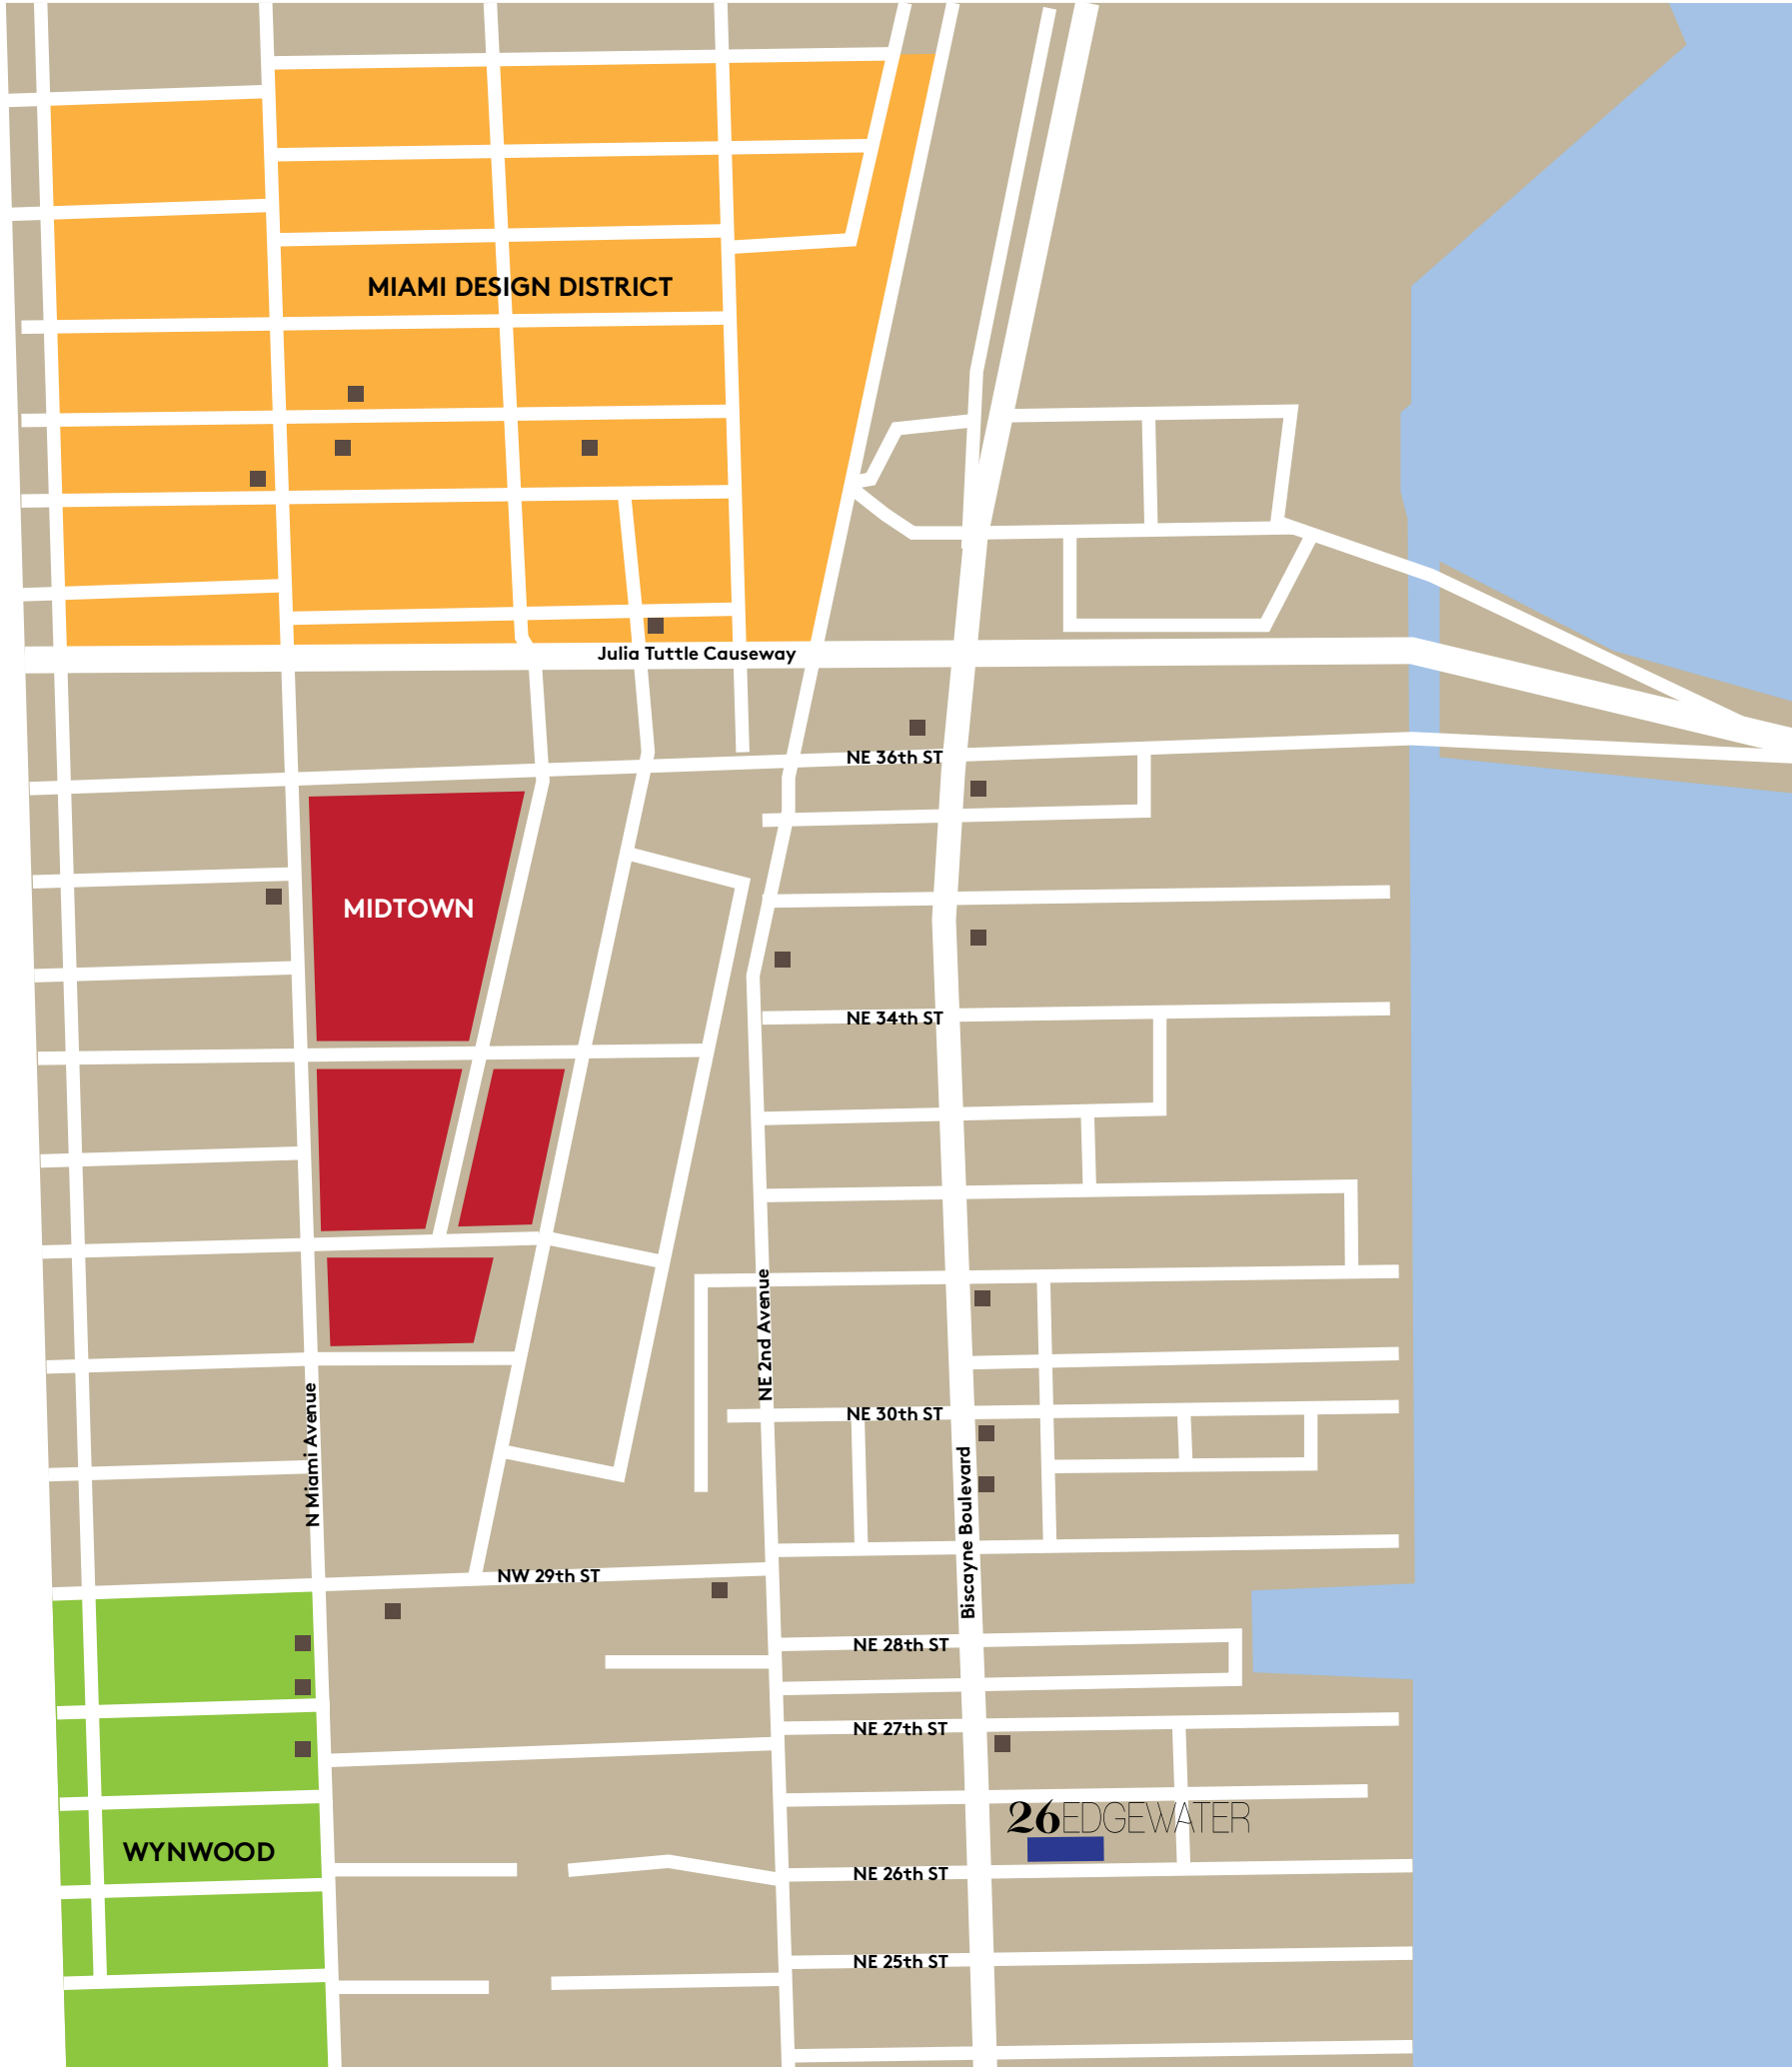 MIAMI DESIGN DISTRICT
Julia Tuttle Causeway
NE 36th ST
MIDTOWN
NE 34th ST
NE 2nd Avenue
N Miami Avenue
NE 30th ST
Biscayne Boulevard
NW 29th ST
NE 28th ST
NE 27th ST
26EDGEWATER
WYNWOOD
NE 26th ST
NE 25th ST